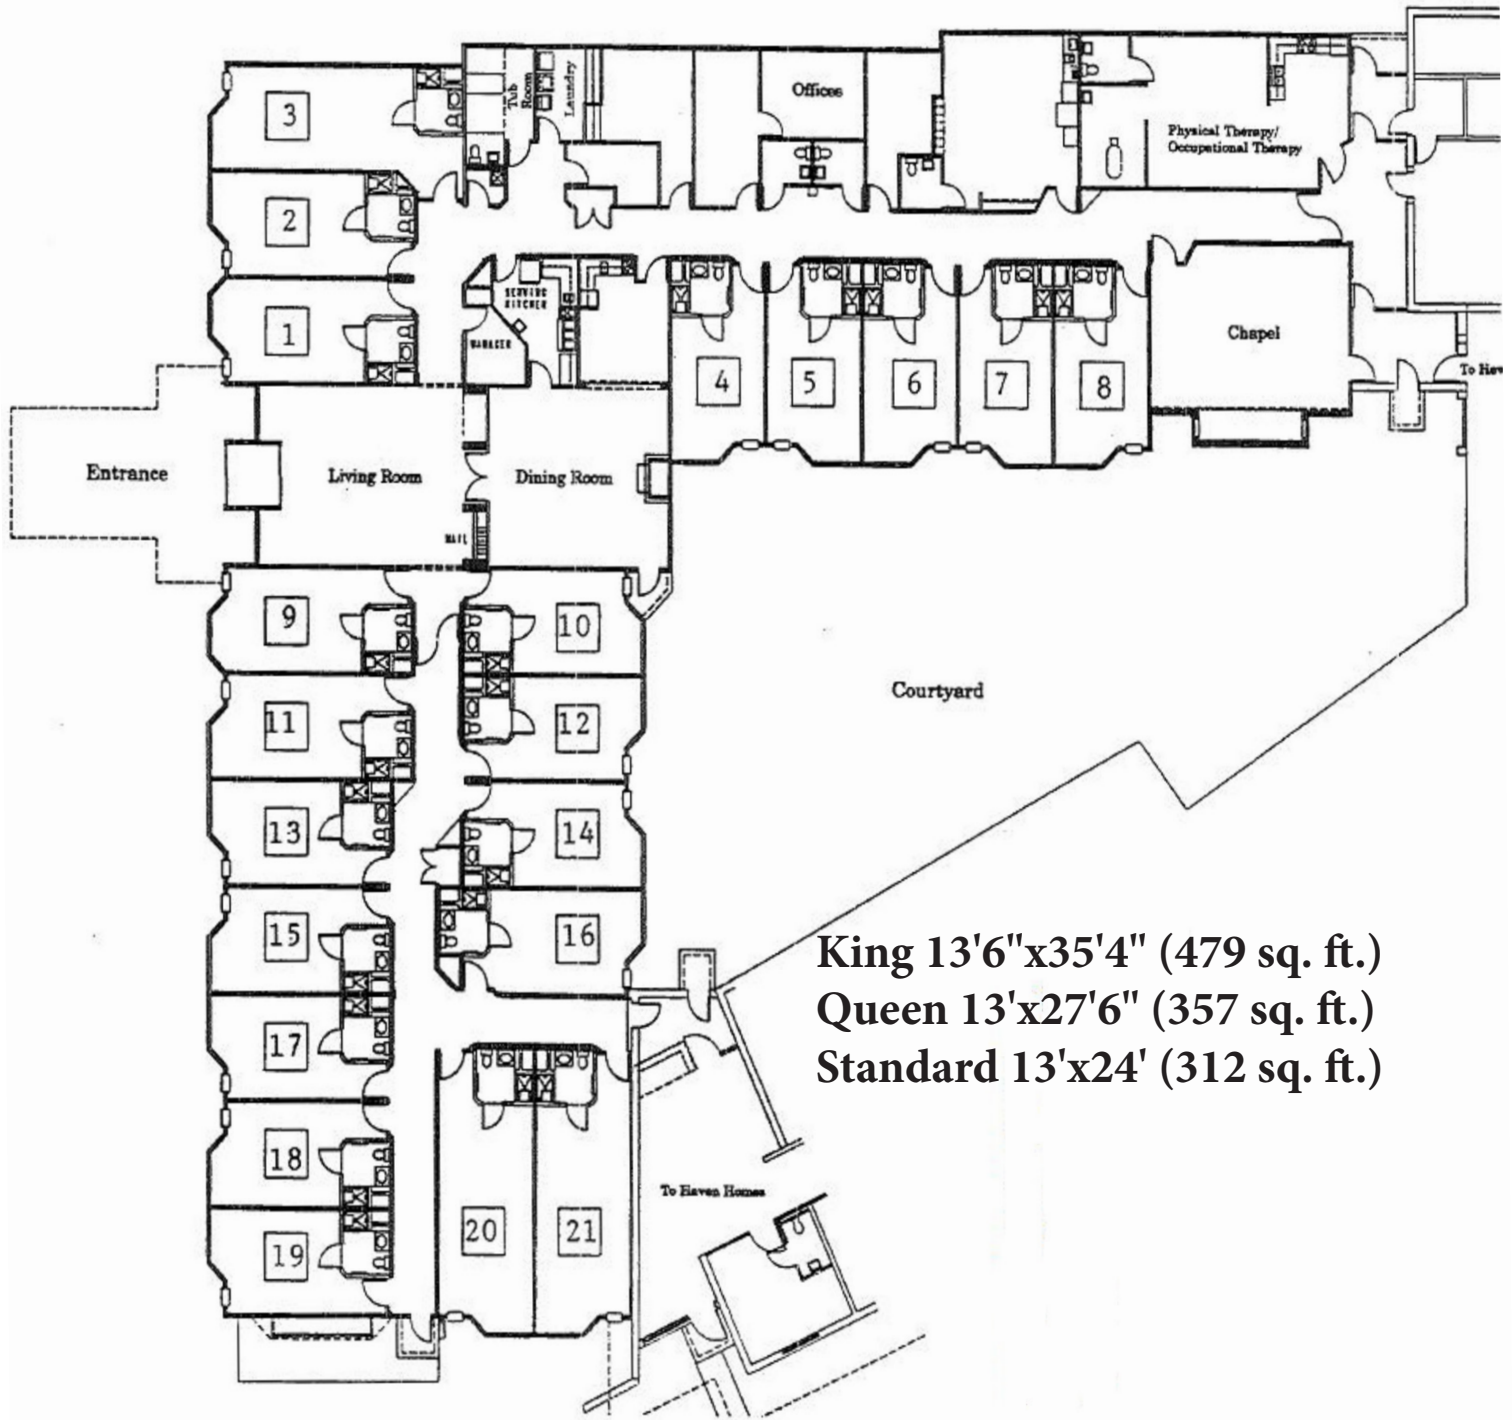 3
Tub
Room
Laundry
Offices
Physical Therapy/
Occupational Therapy
2
1
SERVING
KITCHEN
MANAGER
4
5
6
7
8
Chapel
To Hav
Entrance
Living Room
Dining Room
MAIL
9
10
11
12
Courtyard
13
14
15
16
King 13'6"x35'4" (479 sq. ft.)
Queen 13'x27'6" (357 sq. ft.)
Standard 13'x24' (312 sq. ft.)
17
18
To Haven Homes
19
20
21